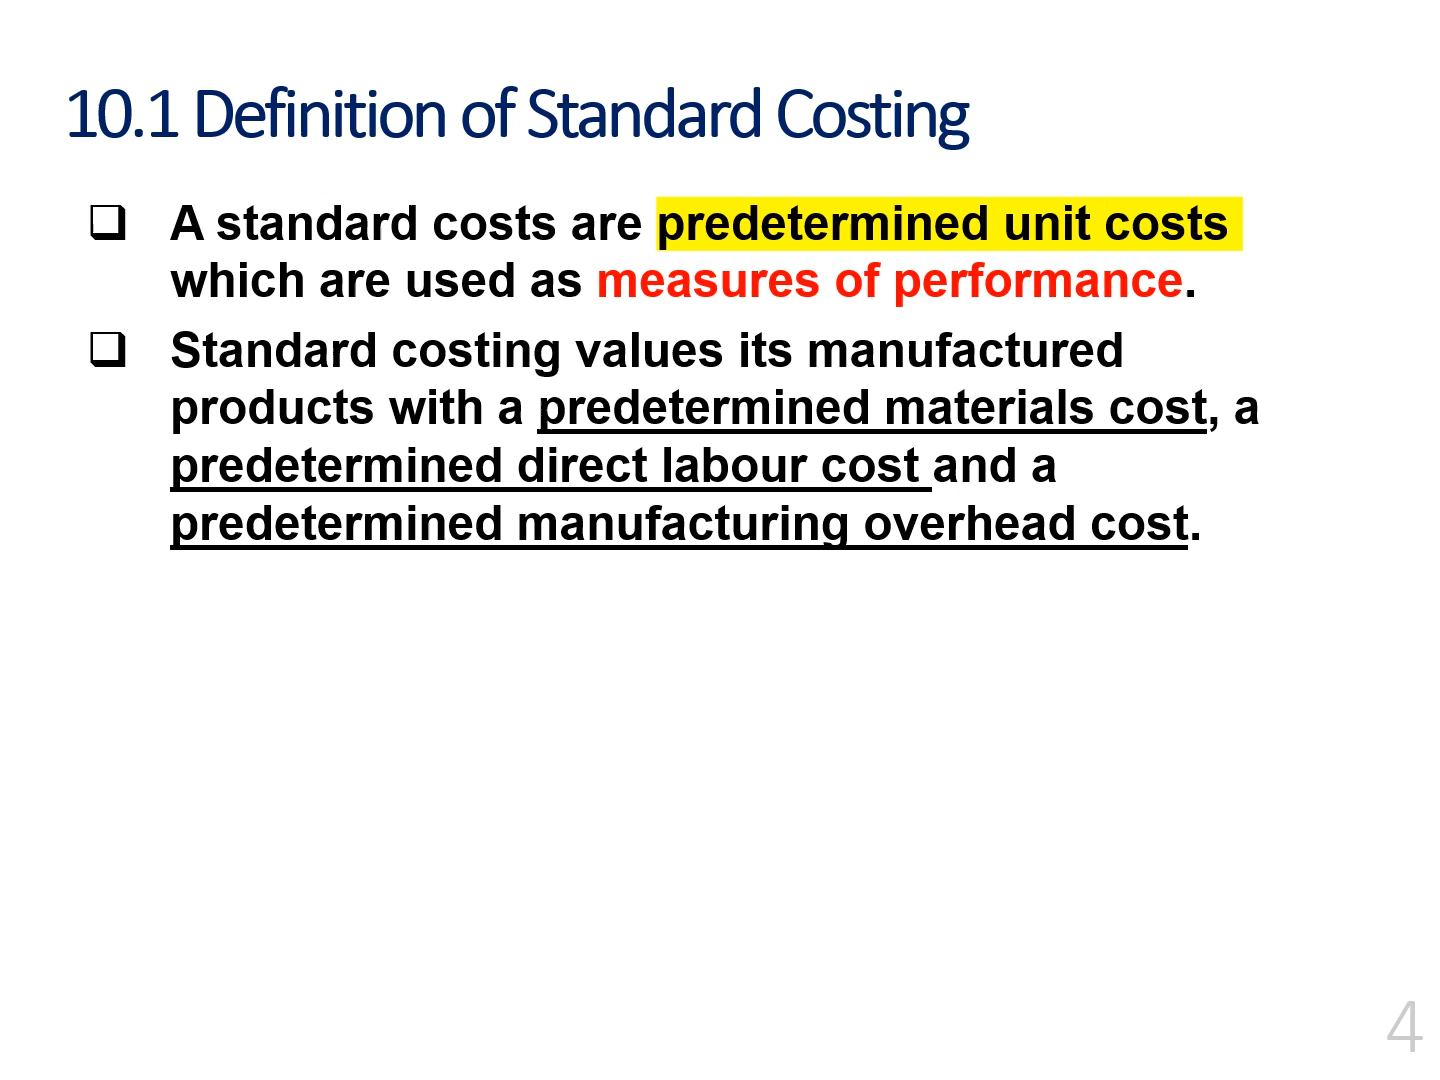 10.1 Definition of Standard Costing
❑ A standard costs are predetermined unit costs
which are used as measures of performance.
❑ Standard costing values its manufactured
products with a predetermined materials cost, a
predetermined direct labour cost and a
predetermined manufacturing overhead cost.
4